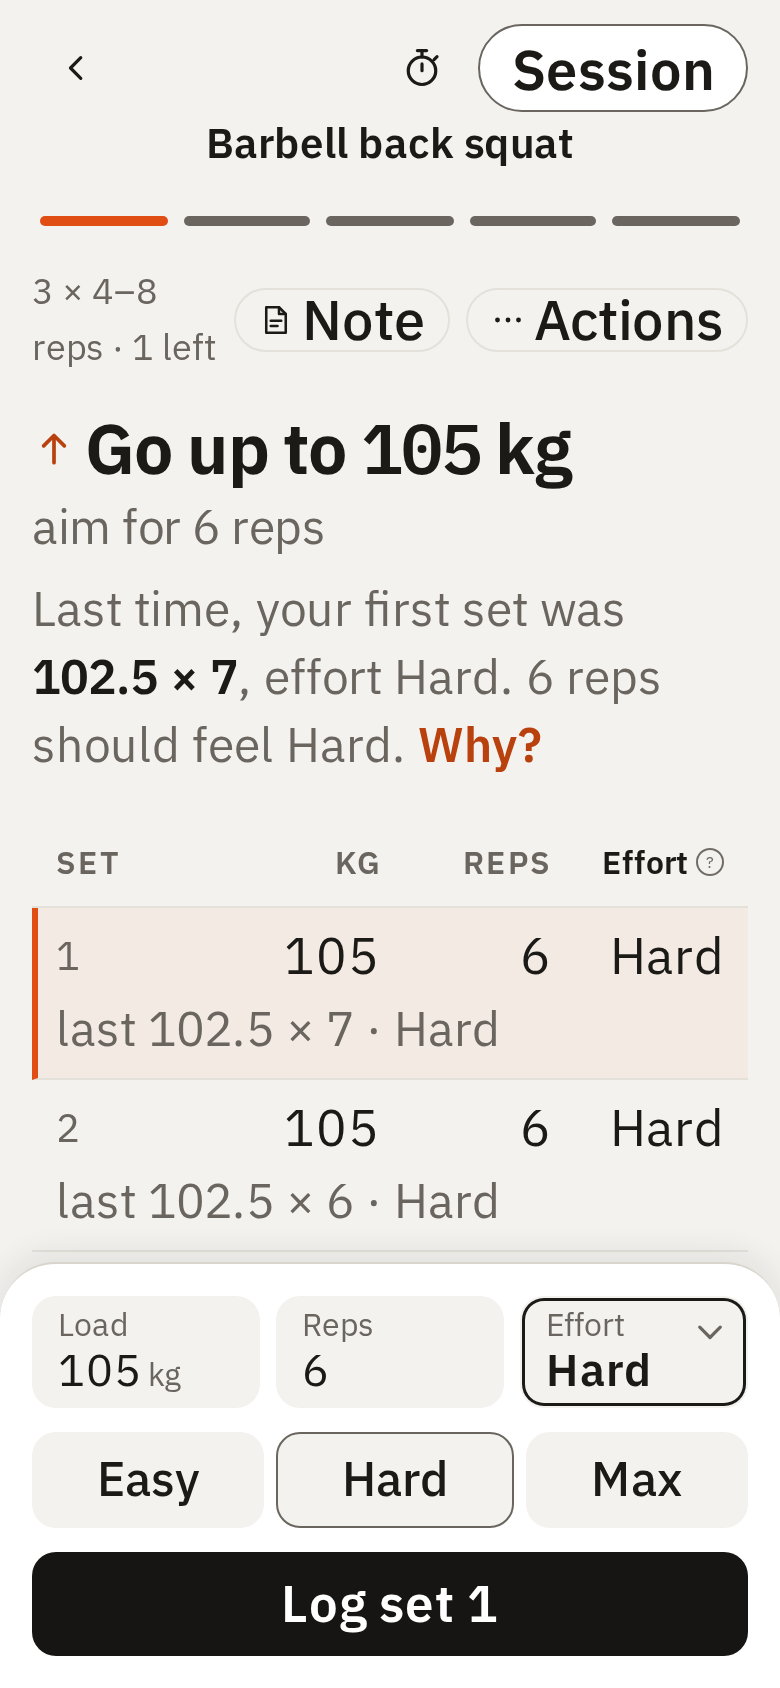 Session
Barbell back squat
3 × 4–8
reps · 1 left
Note
Actions
Go up to 105 kg
aim for 6 reps
Last time, your first set was
102.5 × 7, effort Hard. 6 reps
should feel Hard. Why?
SET KG REPS Effort ?
1 105 6 Hard
last 102.5 × 7 · Hard
2 105 6 Hard
last 102.5 × 6 · Hard
Load Reps Effort
105 kg 6 Hard
Easy Hard Max
Log set 1